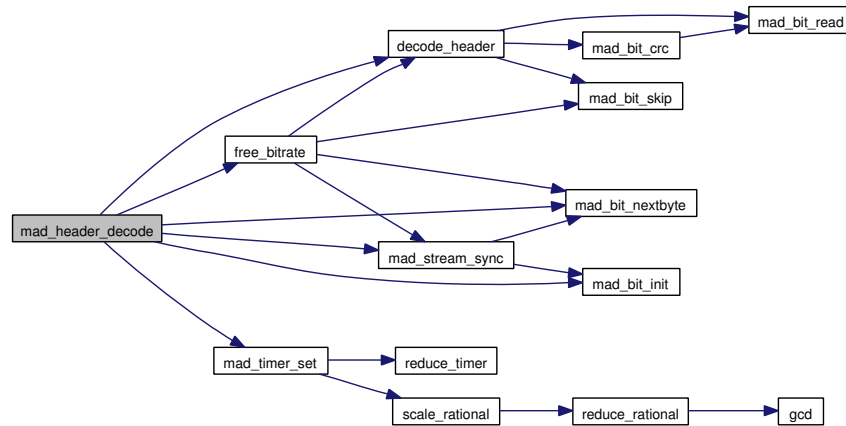 mad_bit_read
decode_header
mad_bit_crc
mad_bit_skip
free_bitrate
mad_bit_nextbyte
mad_header_decode
mad_stream_sync
mad_bit_init
mad_timer_set
reduce_timer
scale_rational
reduce_rational
gcd